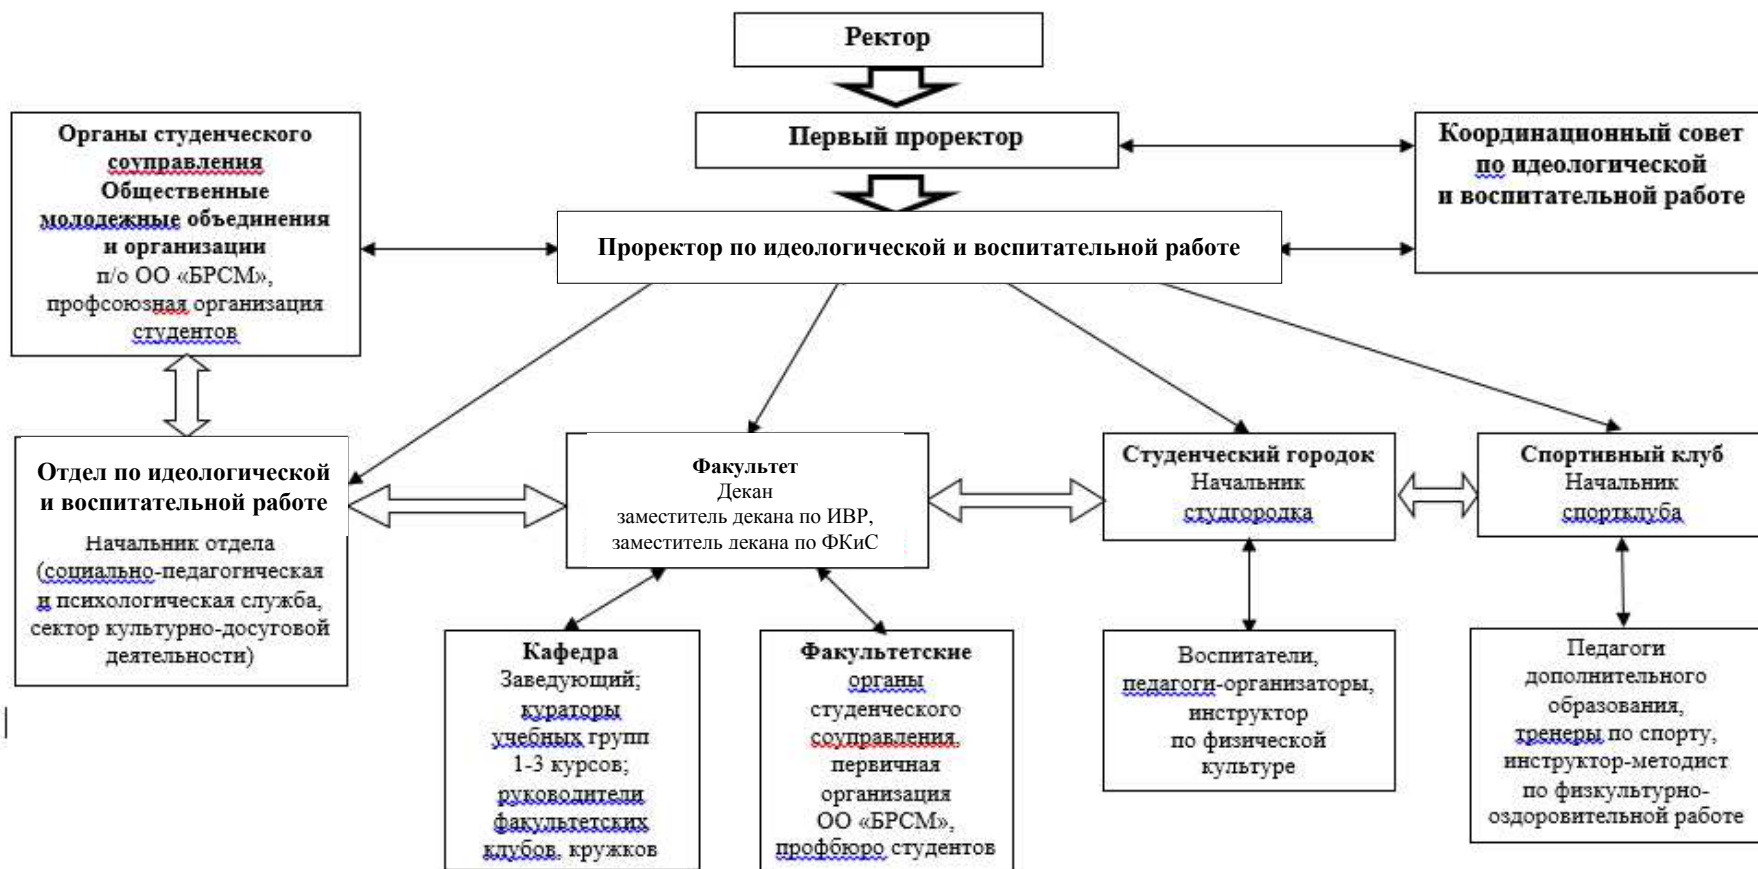 Ректор
Первый проректор
Органы студенческого
соуправления
Общественные
молодежные объединения
и организации
п/о ОО «БРСМ»,
профсоюзная организация
студентов
Координационный совет
по идеологической
и воспитательной работе
Проректор по идеологической и воспитательной работе
Отдел по идеологической
и воспитательной работе
Начальник отдела
(социально-педагогическая
и психологическая служба,
сектор культурно-досуговой
деятельности)
Факультет
Декан
заместитель декана по ИВР,
заместитель декана по ФКиС
Студенческий городок
Начальник
студгородка
Спортивный клуб
Начальник
спортклуба
Кафедра
Заведующий;
кураторы
учебных групп
1-3 курсов;
руководители
факультетских
клубов, кружков
Факультетские
органы
студенческого
соуправления,
первичная
организация
ОО «БРСМ»,
профбюро студентов
Воспитатели,
педагоги-организаторы,
инструктор
по физической
культуре
Педагоги
дополнительного
образования,
тренеры по спорту,
инструктор-методист
по физкультурно-
оздоровительной работе